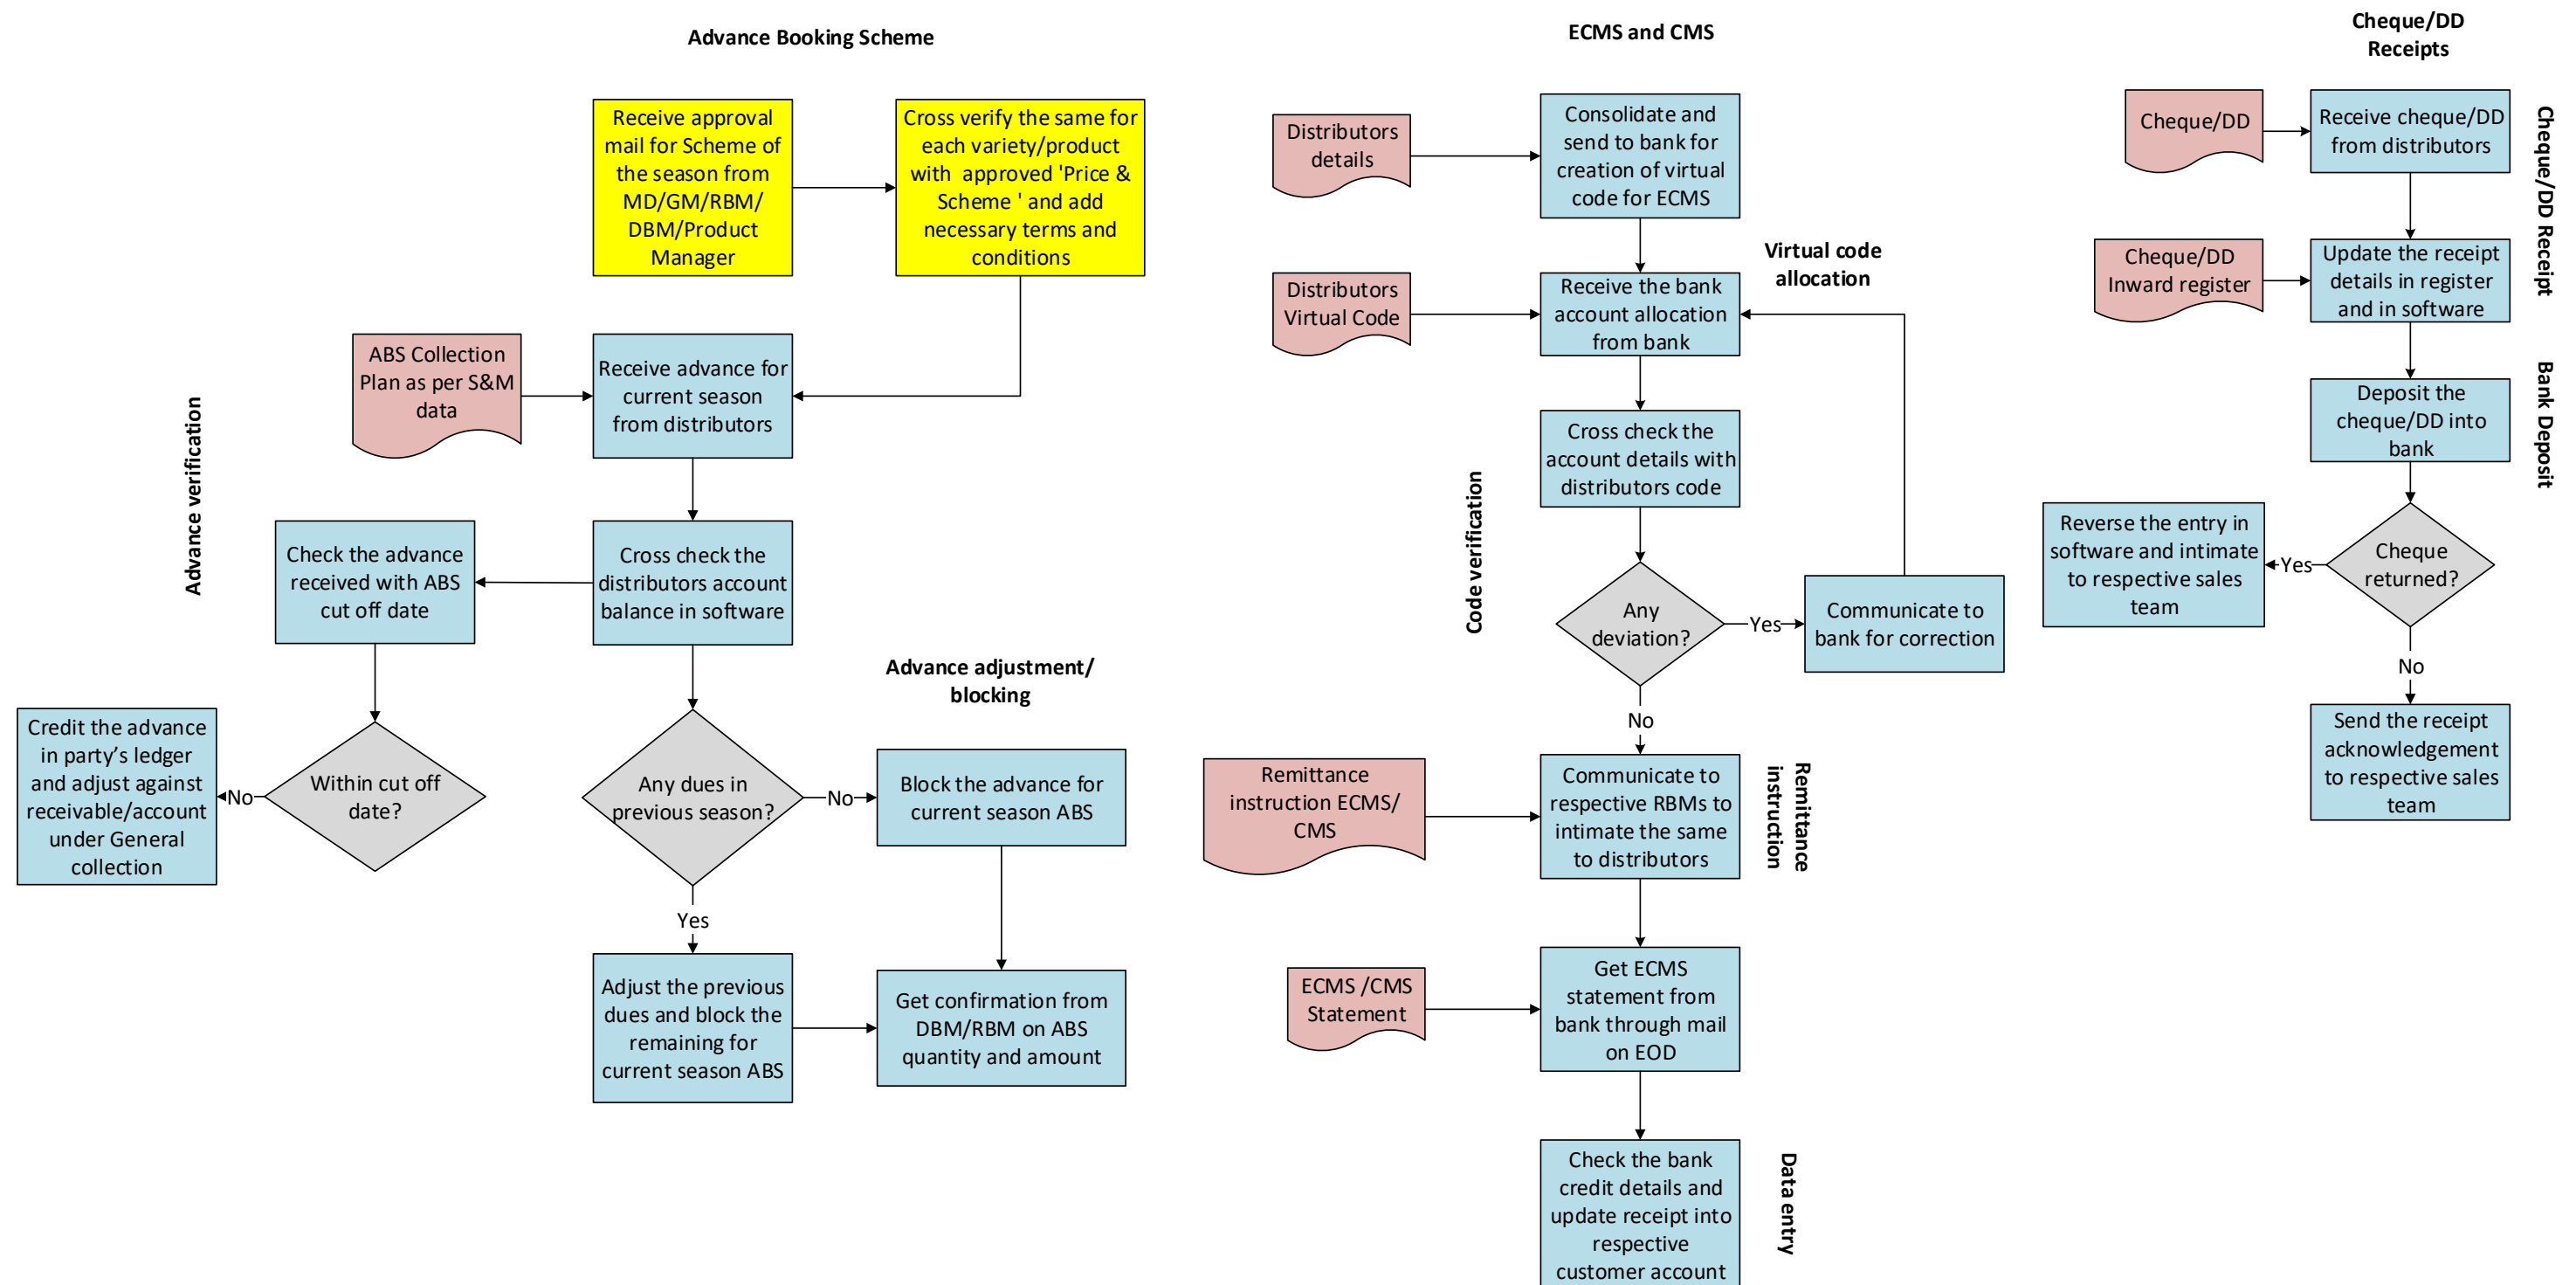 Advance Booking Scheme
Receive approval
mail for Scheme of
the season from
MD/GM/RBM/
DBM/Product
Manager
Cross verify the same for
each variety/product
with approved 'Price &
Scheme ' and add
necessary terms and
conditions
ABS Collection
Plan as per S&M
data
Receive advance for
current season
from distributors
Advance verification
Check the advance
received with ABS
cut off date
Cross check the
distributors account
balance in software
Advance adjustment/
blocking
Credit the advance
in party’s ledger
and adjust against
receivable/account
under General
collection
No
Within cut off
date?
Any dues in
previous season?
No
Block the advance for
current season ABS
Yes
Adjust the previous
dues and block the
remaining for
current season ABS
Get confirmation from
DBM/RBM on ABS
quantity and amount
ECMS and CMS
Distributors
details
Consolidate and
send to bank for
creation of virtual
code for ECMS
Virtual code
allocation
Distributors
Virtual Code
Receive the bank
account allocation
from bank
Cross check the
account details with
distributors code
Code verification
Any
deviation?
Yes
Communicate to
bank for correction
No
Remittance
instruction ECMS/
CMS
Communicate to
respective RBMs to
intimate the same
to distributors
Remittance
instruction
ECMS /CMS
Statement
Get ECMS
statement from
bank through mail
on EOD
Check the bank
credit details and
update receipt into
respective
customer account
Data entry
Cheque/DD
Receipts
Cheque/DD
Receive cheque/DD
from distributors
Cheque/DD Receipt
Cheque/DD
Inward register
Update the receipt
details in register
and in software
Bank Deposit
Deposit the
cheque/DD into
bank
Reverse the entry in
software and intimate
to respective sales
team
Yes
Cheque
returned?
No
Send the receipt
acknowledgement
to respective sales
team